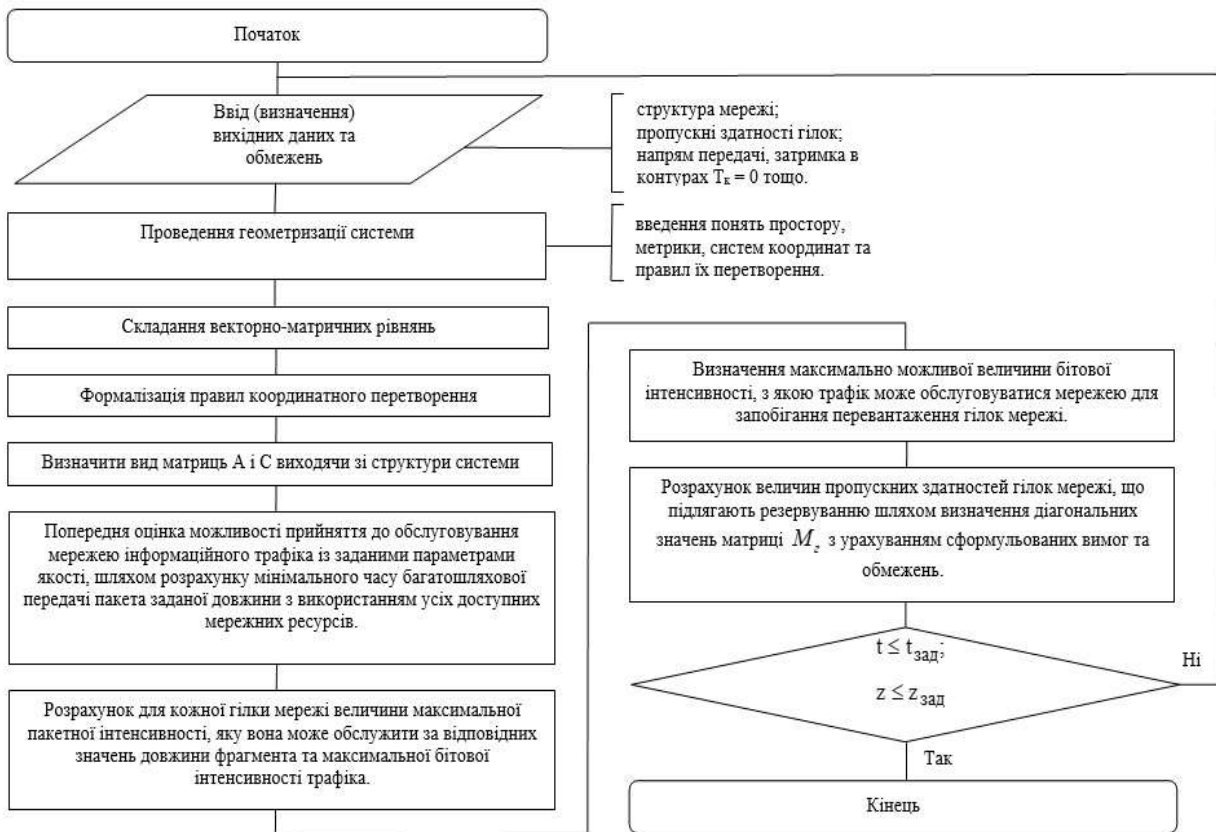 Початок
Ввід (визначення)
вихідних даних та
обмежень
структура мережі;
пропускні здатності гілок;
напрям передачі, затримка в
контурах Tк = 0 тощо.
Проведення геометризації системи
введення понять простору,
метрики, систем координат та
правил їх перетворення.
Складання векторно-матричних рівнянь
Формалізація правил координатного перетворення
Визначити вид матриць А і С виходячи зі структури системи
Попередня оцінка можливості прийняття до обслуговування
мережею інформаційного трафіка із заданими параметрами
якості, шляхом розрахунку мінімального часу багатошляхової
передачі пакета заданої довжини з використанням усіх доступних
мережних ресурсів.
Розрахунок для кожної гілки мережі величини максимальної
пакетної інтенсивності, яку вона може обслужити за відповідних
значень довжини фрагмента та максимальної бітової
інтенсивності трафіка.
Визначення максимально можливої величини бітової
інтенсивності, з якою трафік може обслуговуватися мережею для
запобігання перевантаження гілок мережі.
Розрахунок величин пропускних здатностей гілок мережі, що
підлягають резервуванню шляхом визначення діагональних
значень матриці Mz з урахуванням сформульованих вимог та
обмежень.
t ≤ tзад;
z ≤ zзад
Ні
Так
Кінець